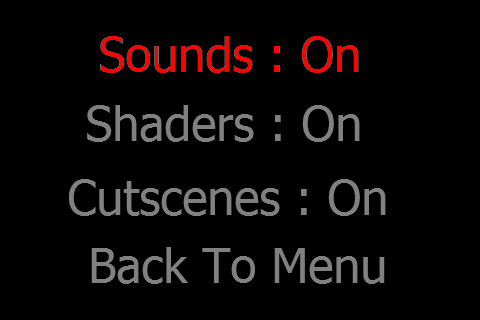 Sounds : On
Shaders : On
Cutscenes : On
Back To Menu